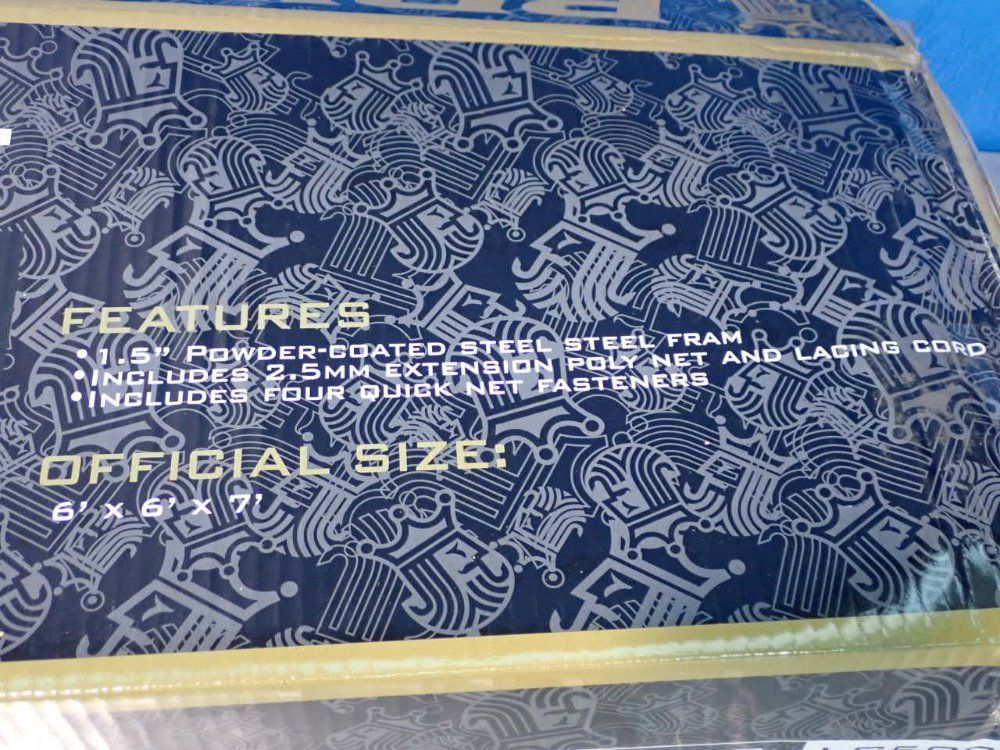 FEATURES
• 1.5" POWDER-COATED STEEL STEEL FRAM
• INCLUDES 2.5MM EXTENSION POLY NET AND LACING CORD
• INCLUDES FOUR QUICK NET FASTENERS
OFFICIAL SIZE:
6' x 6' x 7'